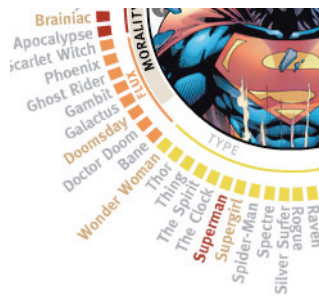 Brainiac
Apocalypse
Scarlet Witch
Phoenix
Ghost Rider
Gambit
Galactus
Doomsday
Doctor Doom
Bane
Wonder Woman
Thor
Thing
The Spirit
The Clock
Superman
Supergirl
Spider-Man
Spectre
Silver Surfer
Rogue
Raven
MORALITY
FLUX
TYPE